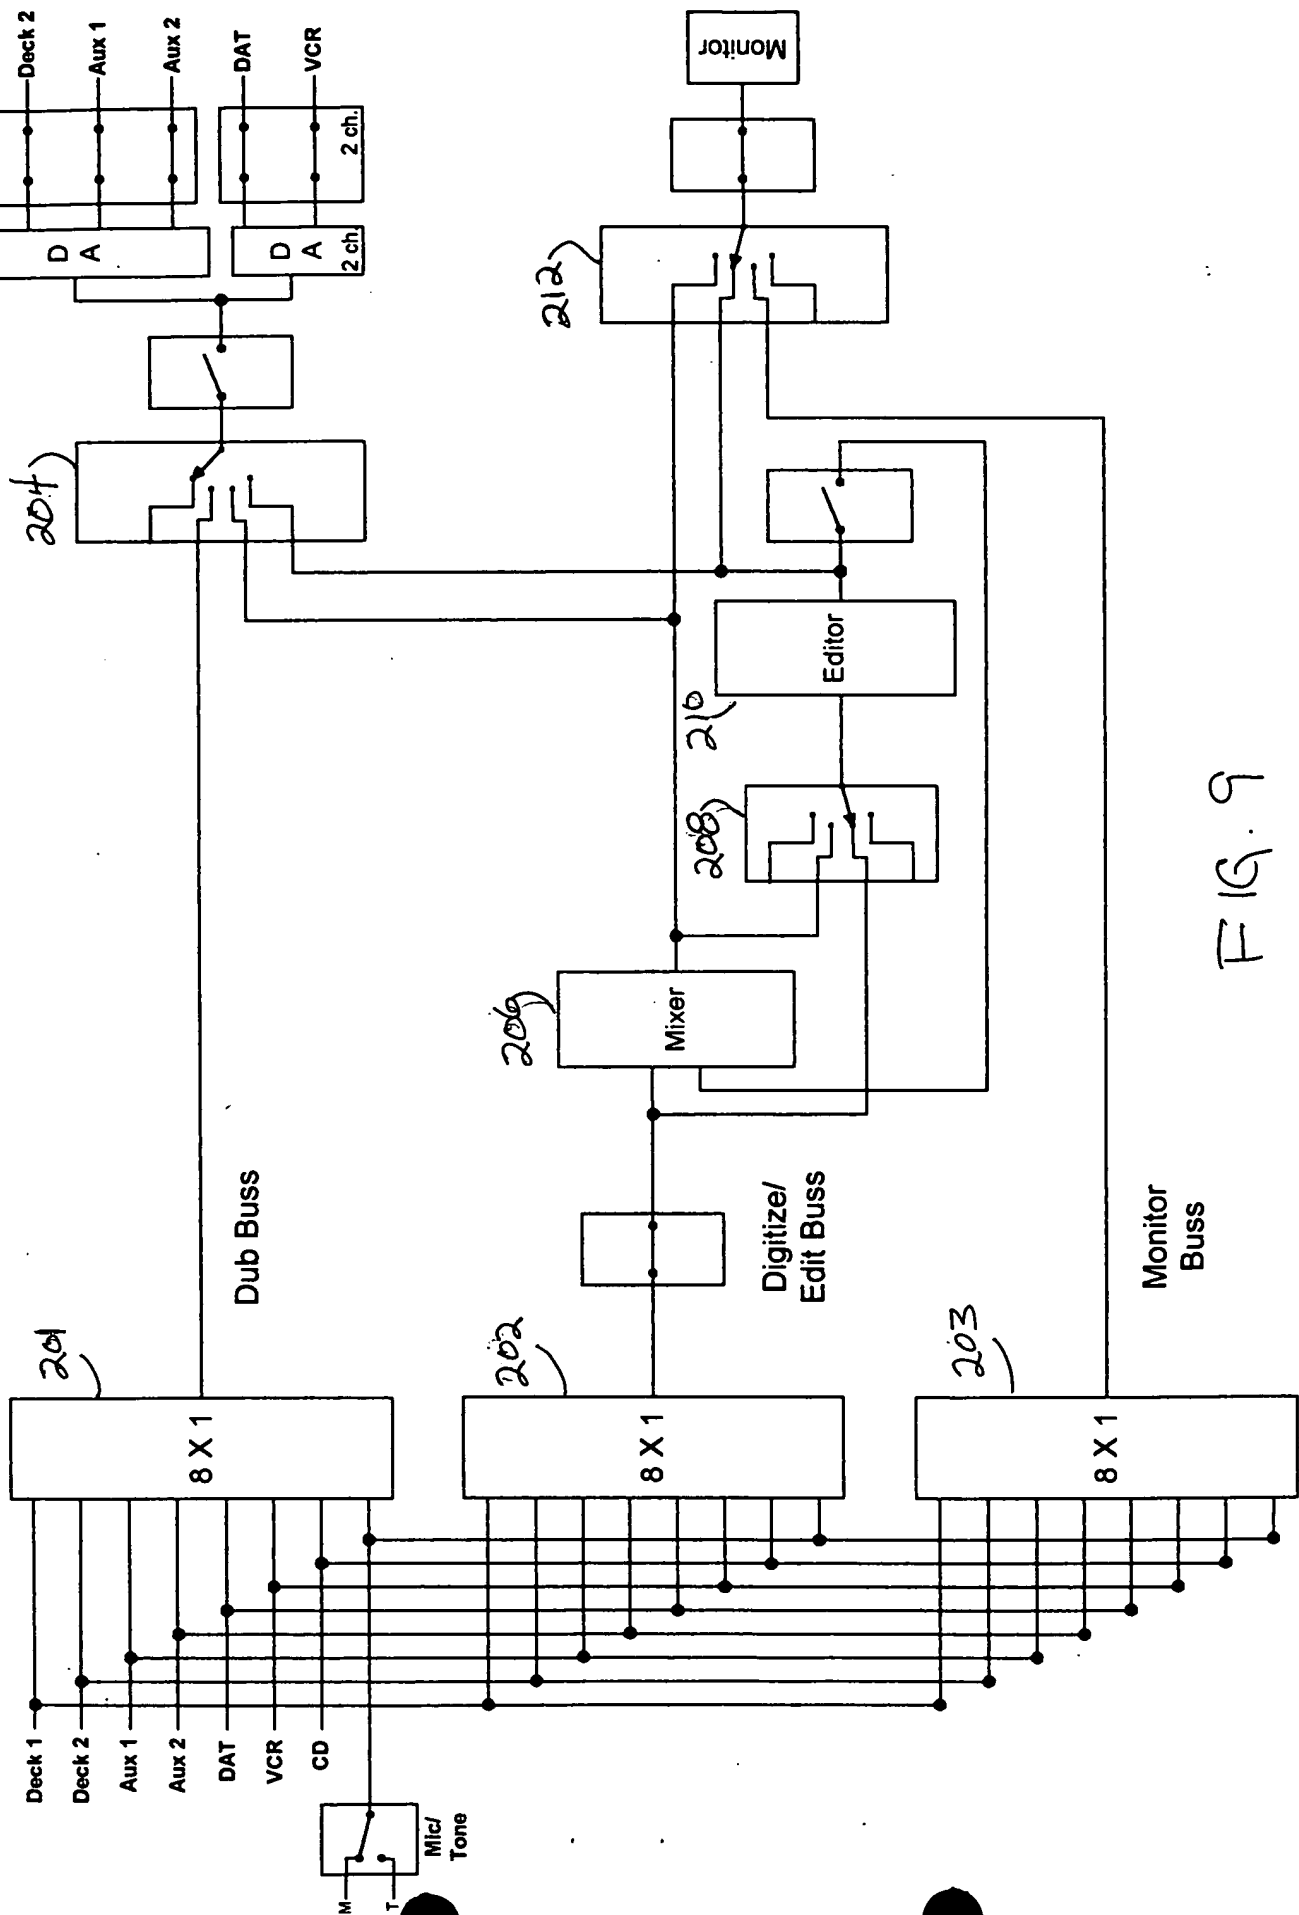 Deck 2
Aux 1
Aux 2
DAT
VCR
D
A
D
A
2 ch.
2 ch.
204
Monitor
212
Editor
210
208
206
Mixer
Dub Buss
Digitize/
Edit Buss
Monitor
Buss
201
202
203
8 X 1
8 X 1
8 X 1
Deck 1
Deck 2
Aux 1
Aux 2
DAT
VCR
CD
Mic/
Tone
M
T
FIG. 9